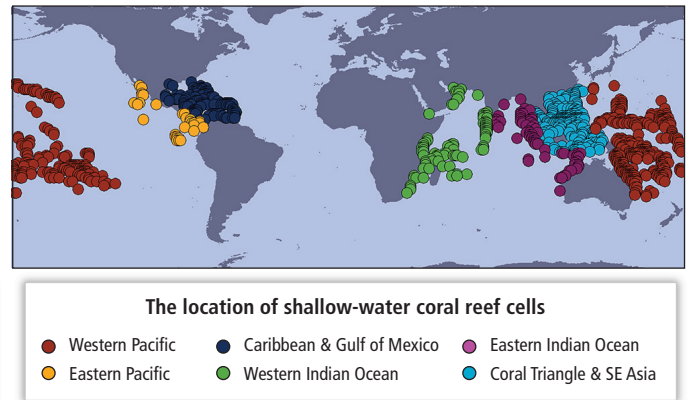 The location of shallow-water coral reef cells
Western Pacific
Caribbean & Gulf of Mexico
Eastern Indian Ocean
Eastern Pacific
Western Indian Ocean
Coral Triangle & SE Asia